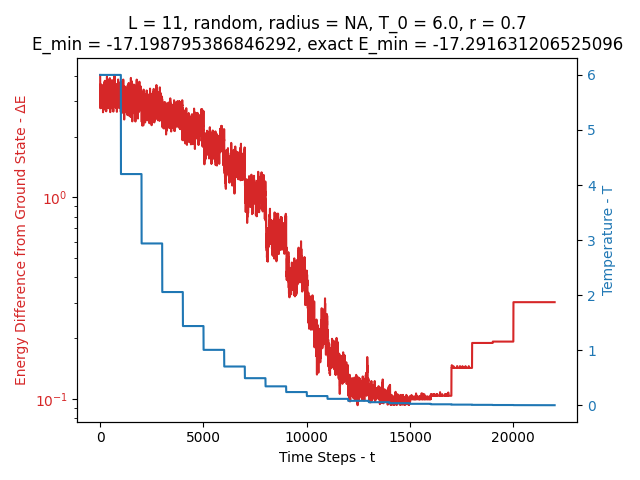 L = 11, random, radius = NA, T_0 = 6.0, r = 0.7
E_min = -17.198795386846292, exact E_min = -17.291631206525096
Energy Difference from Ground State - ΔE
10⁰
10⁻¹
Temperature - T
6
5
4
3
2
1
0
0 5000 10000 15000 20000
Time Steps - t